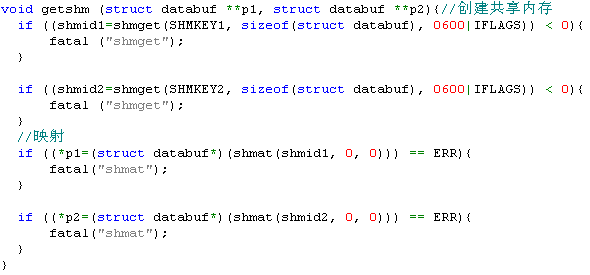 void getshm (struct databuf **p1, struct databuf **p2){//创建共享内存
if ((shmid1=shmget(SHMKEY1, sizeof(struct databuf), 0600|IFLAGS)) < 0){
fatal ("shmget");
}
if ((shmid2=shmget(SHMKEY2, sizeof(struct databuf), 0600|IFLAGS)) < 0){
fatal ("shmget");
}
//映射
if ((*p1=(struct databuf*)(shmat(shmid1, 0, 0))) == ERR){
fatal("shmat");
}
if ((*p2=(struct databuf*)(shmat(shmid2, 0, 0))) == ERR){
fatal("shmat");
}
}